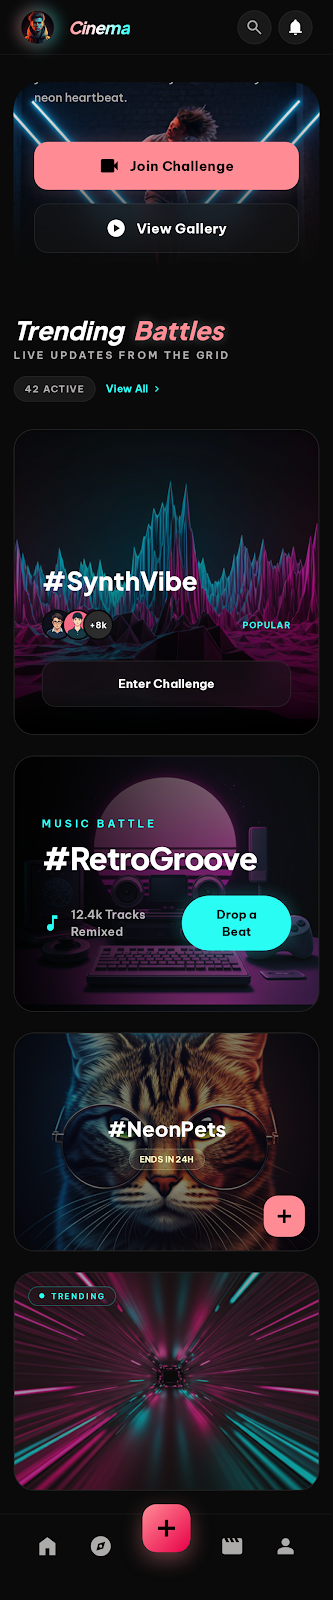 Cinema
neon heartbeat.
Join Challenge
View Gallery
Trending Battles
LIVE UPDATES FROM THE GRID
42 ACTIVE View All
#SynthVibe
+8k POPULAR
Enter Challenge
MUSIC BATTLE
#RetroGroove
12.4k Tracks
Remixed
Drop a
Beat
#NeonPets
ENDS IN 24H
TRENDING